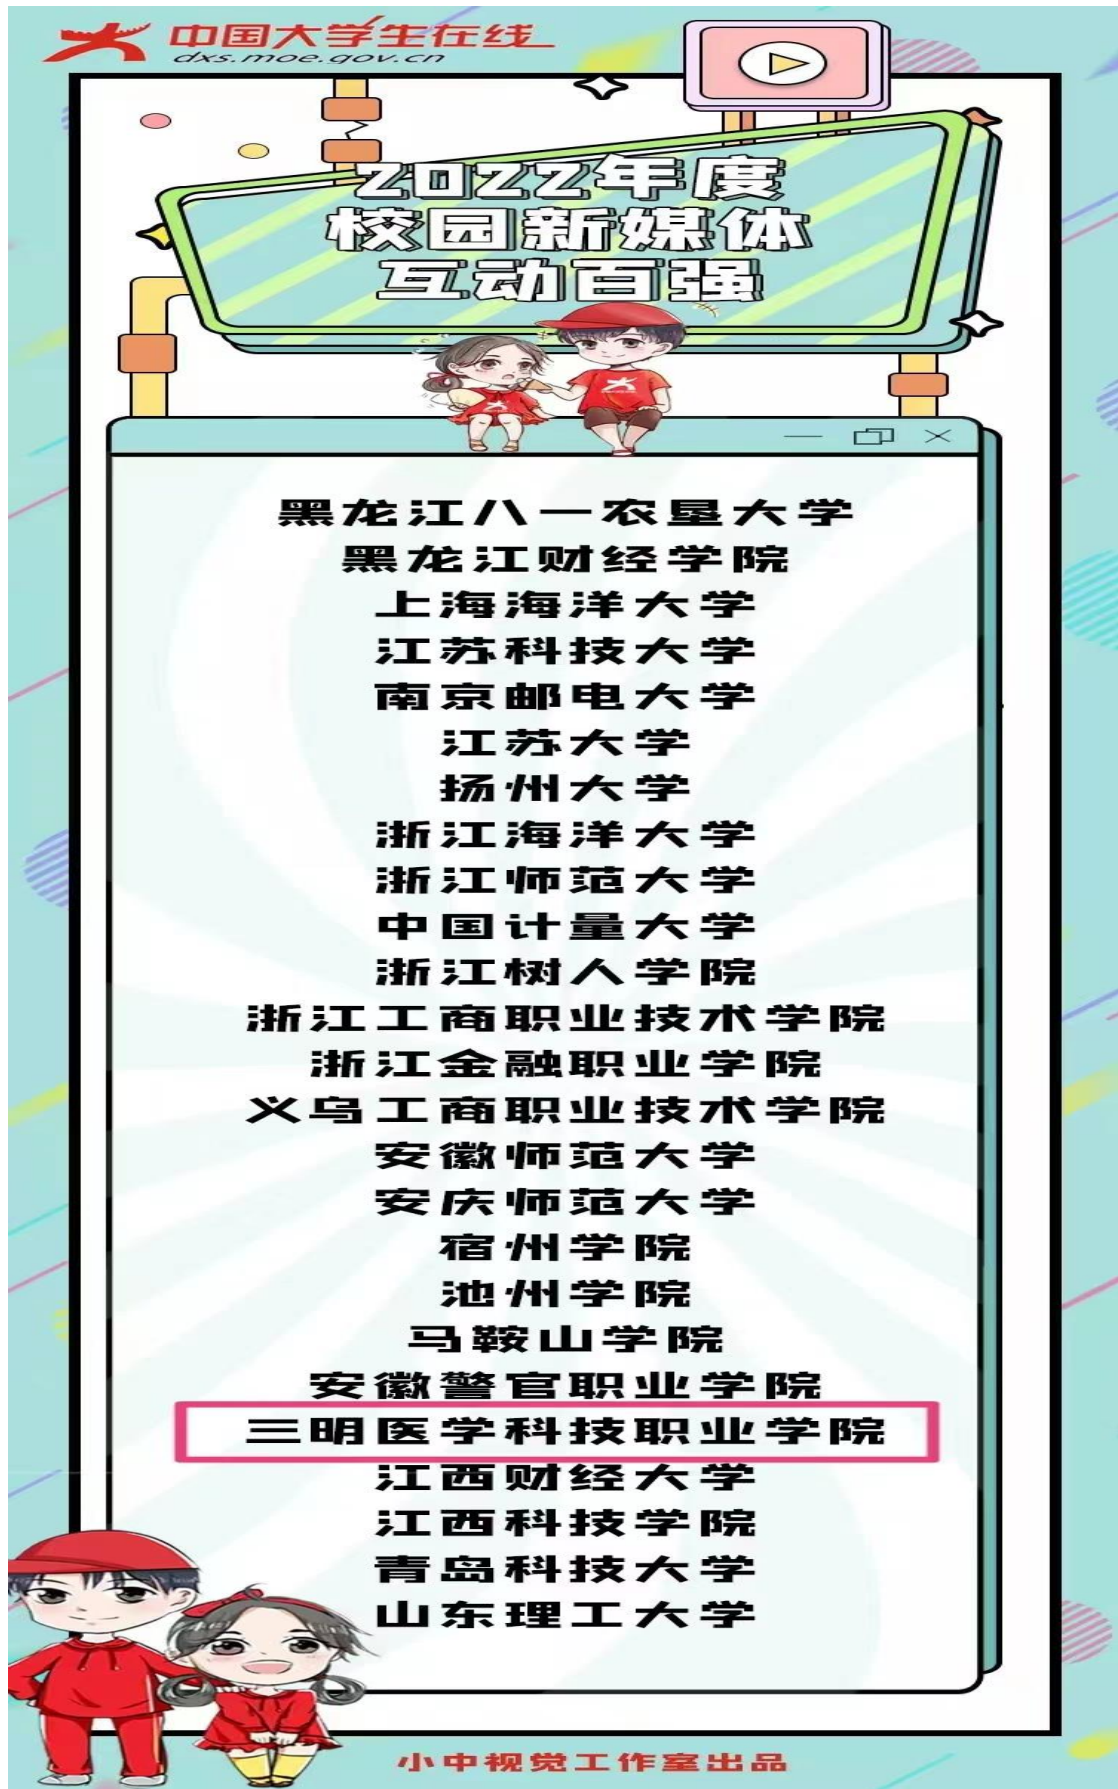 中国大学生在线
dxs.moe.gov.cn
2022年度
校园新媒体
互动百强
黑龙江八一农垦大学
黑龙江财经学院
上海海洋大学
江苏科技大学
南京邮电大学
江苏大学
扬州大学
浙江海洋大学
浙江师范大学
中国计量大学
浙江树人学院
浙江工商职业技术学院
浙江金融职业学院
义乌工商职业技术学院
安徽师范大学
安庆师范大学
宿州学院
池州学院
马鞍山学院
安徽警官职业学院
三明医学科技职业学院
江西财经大学
江西科技学院
青岛科技大学
山东理工大学
小中视觉工作室出品